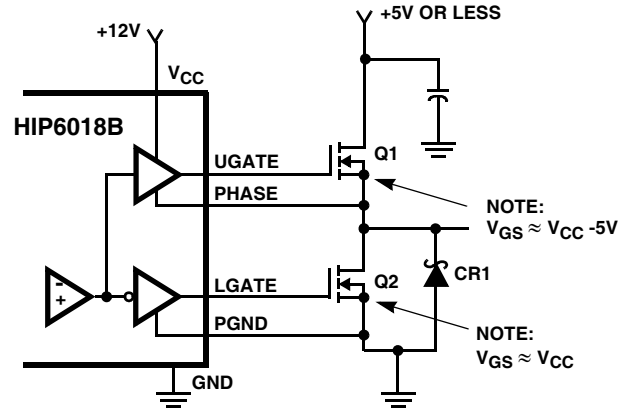 +5V OR LESS
+12V
VCC
HIP6018B
-
+
UGATE
Q1
PHASE
NOTE:
VGS ≈ VCC -5V
LGATE
Q2
CR1
PGND
NOTE:
VGS ≈ VCC
GND